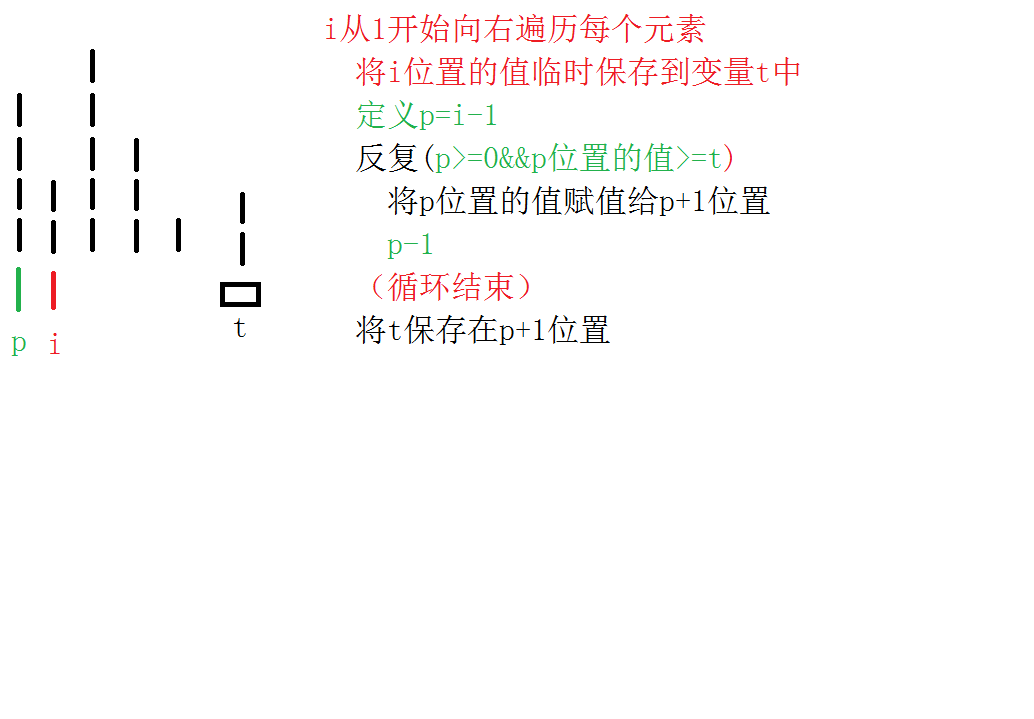 i从1开始向右遍历每个元素
将i位置的值临时保存到变量t中
定义p=i-1
反复(p>=0&&p位置的值>=t)
将p位置的值赋值给p+1位置
p-1
（循环结束）
将t保存在p+1位置
p i t